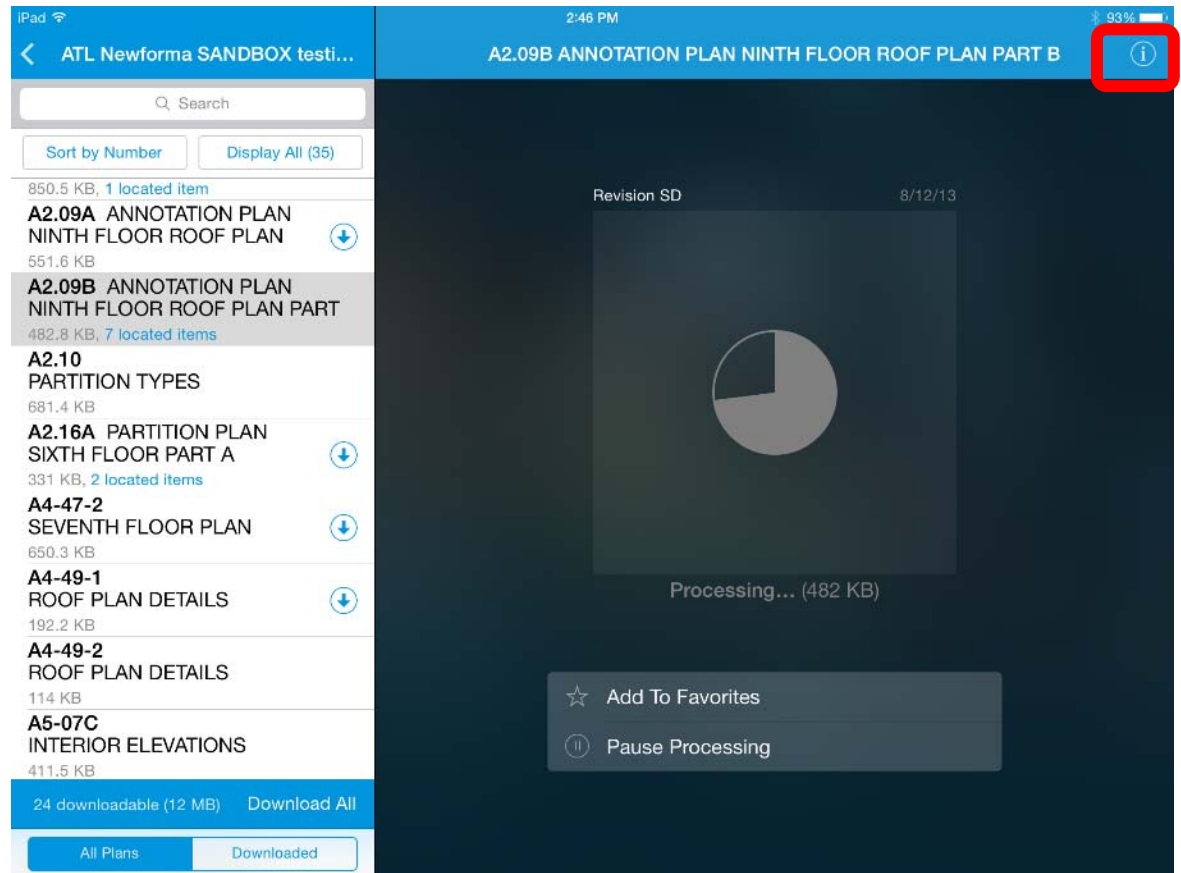 iPad
2:46 PM
93%
ATL Newforma SANDBOX testi...
A2.09B ANNOTATION PLAN NINTH FLOOR ROOF PLAN PART B
Search
Sort by Number
Display All (35)
850.5 KB, 1 located item
A2.09A ANNOTATION PLAN
NINTH FLOOR ROOF PLAN
551.6 KB
A2.09B ANNOTATION PLAN
NINTH FLOOR ROOF PLAN PART
482.8 KB, 7 located items
A2.10
PARTITION TYPES
681.4 KB
A2.16A PARTITION PLAN
SIXTH FLOOR PART A
331 KB, 2 located items
A4-47-2
SEVENTH FLOOR PLAN
650.3 KB
A4-49-1
ROOF PLAN DETAILS
192.2 KB
A4-49-2
ROOF PLAN DETAILS
114 KB
A5-07C
INTERIOR ELEVATIONS
411.5 KB
24 downloadable (12 MB)
Download All
All Plans
Downloaded
Revision SD
8/12/13
Processing... (482 KB)
Add To Favorites
Pause Processing